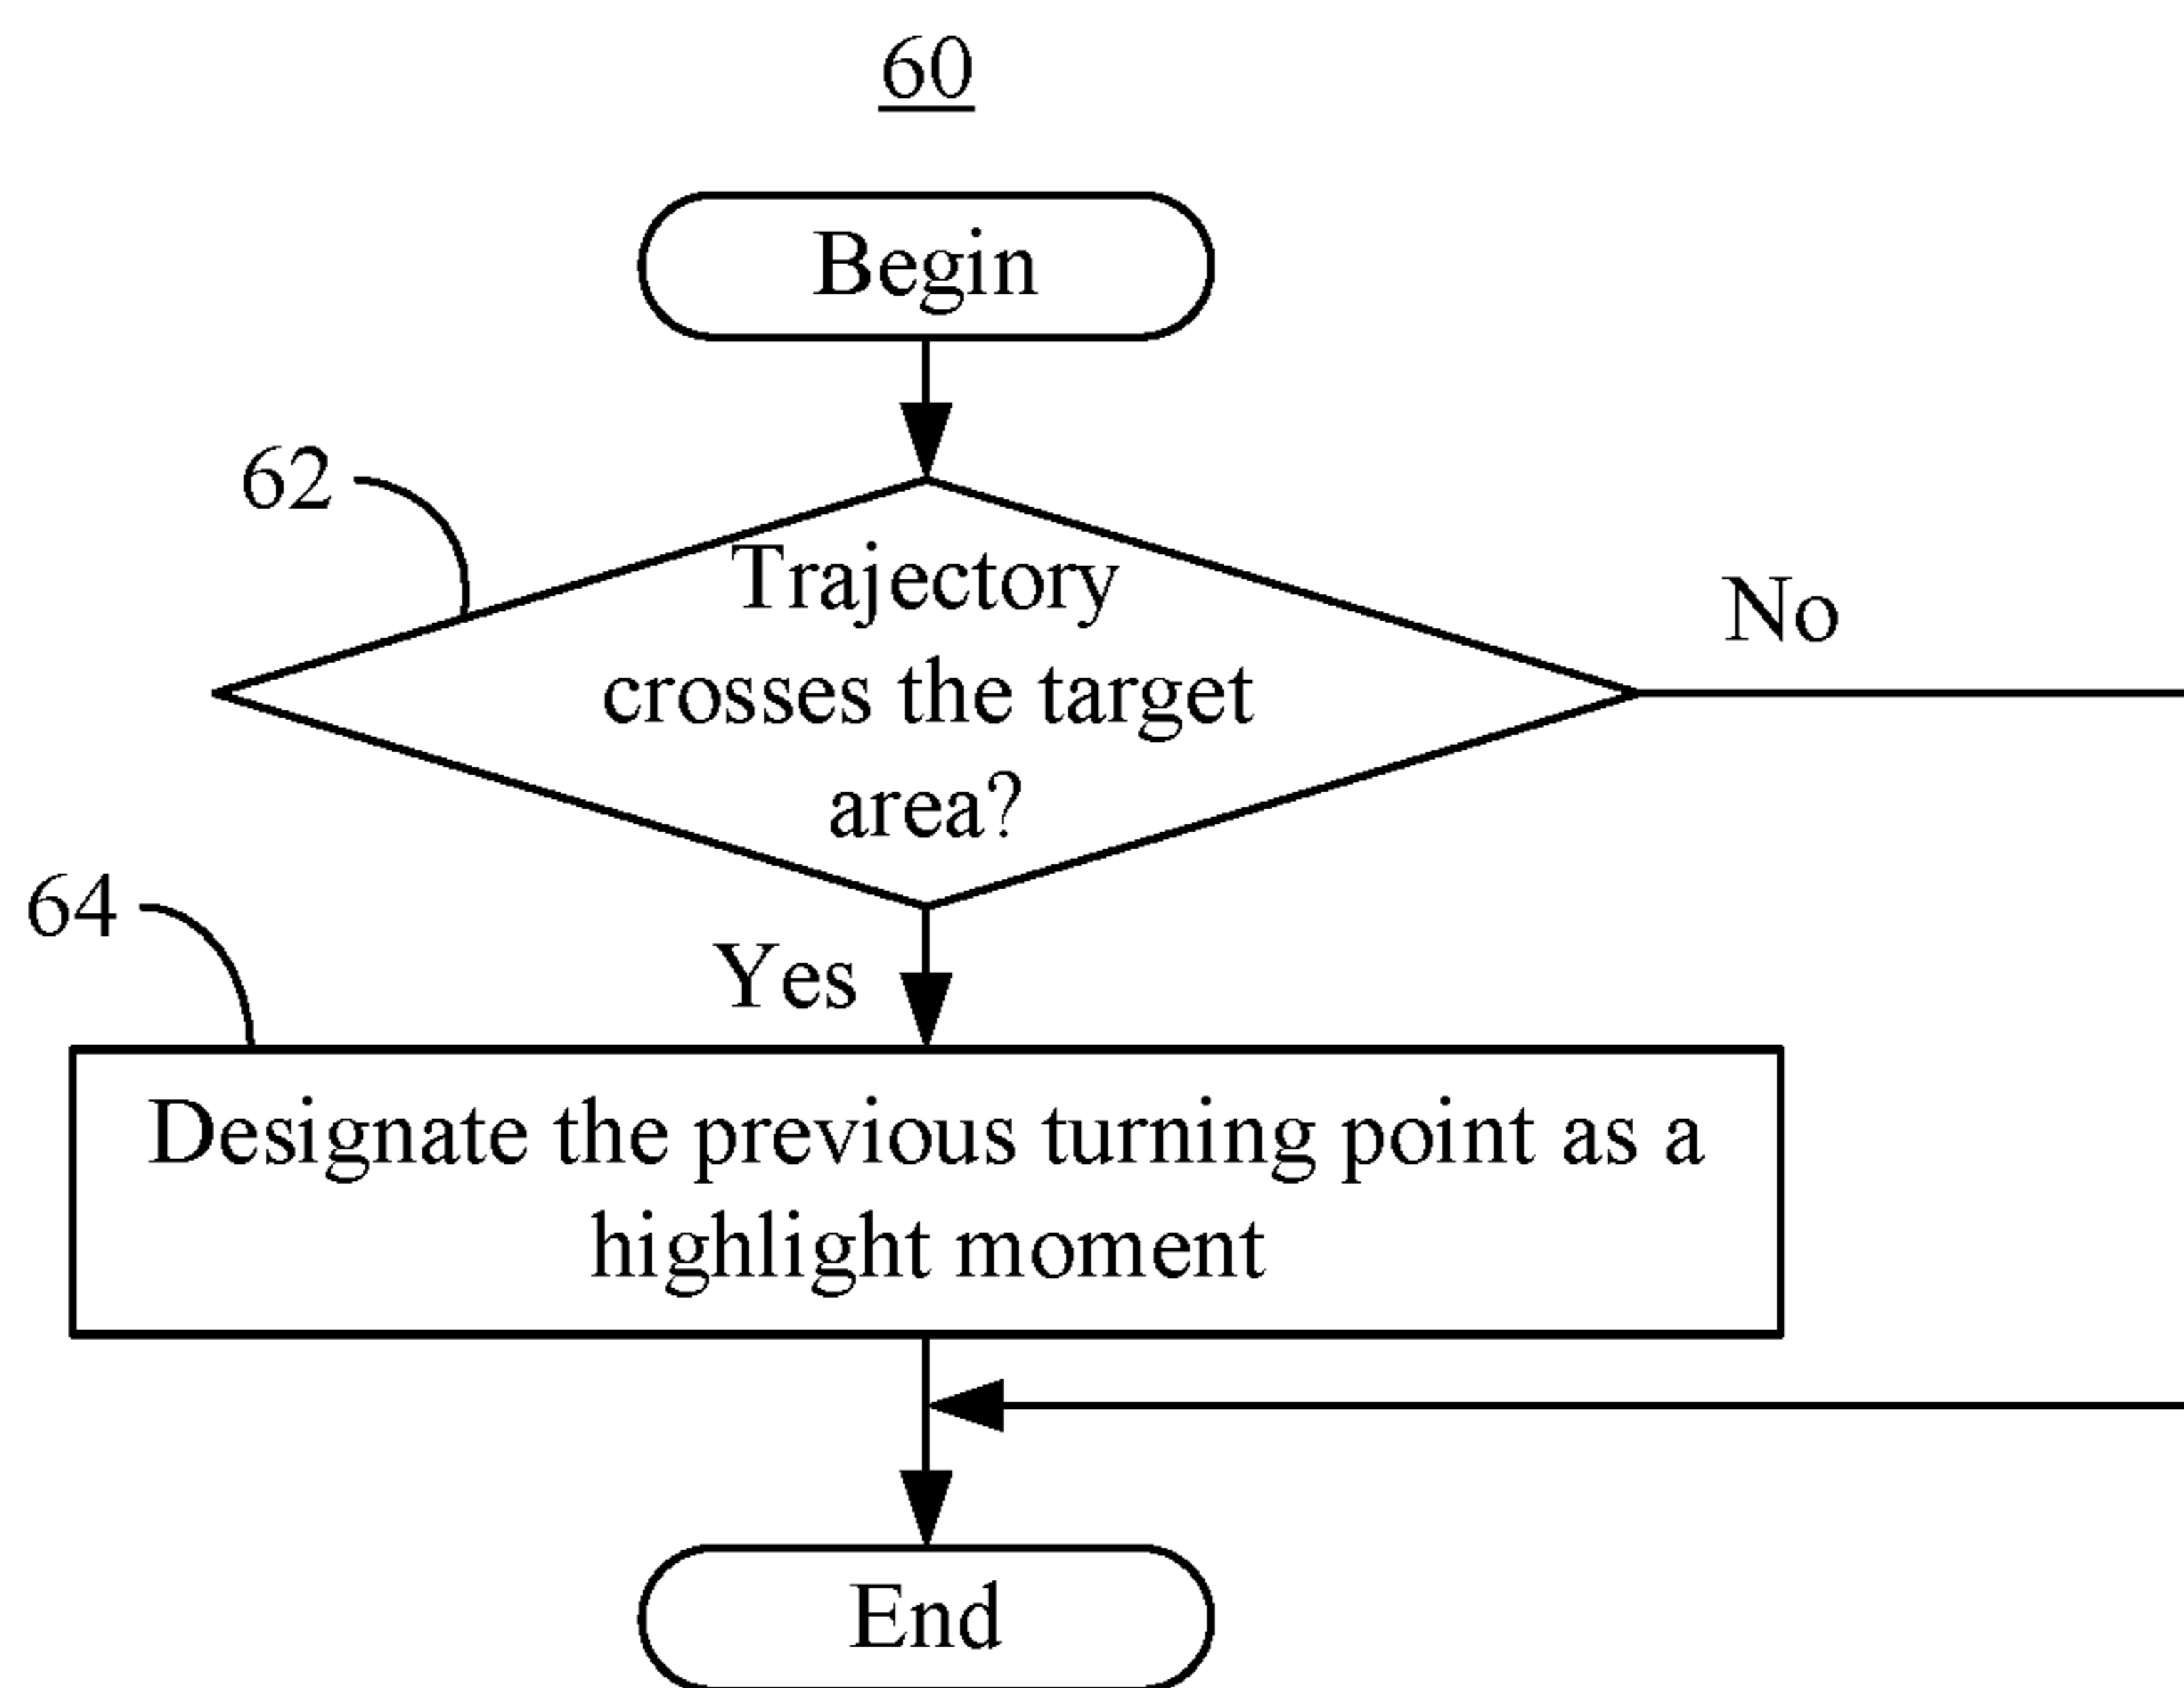 60
Begin
62
Trajectory
crosses the target
area?
No
64
Yes
Designate the previous turning point as a
highlight moment
End